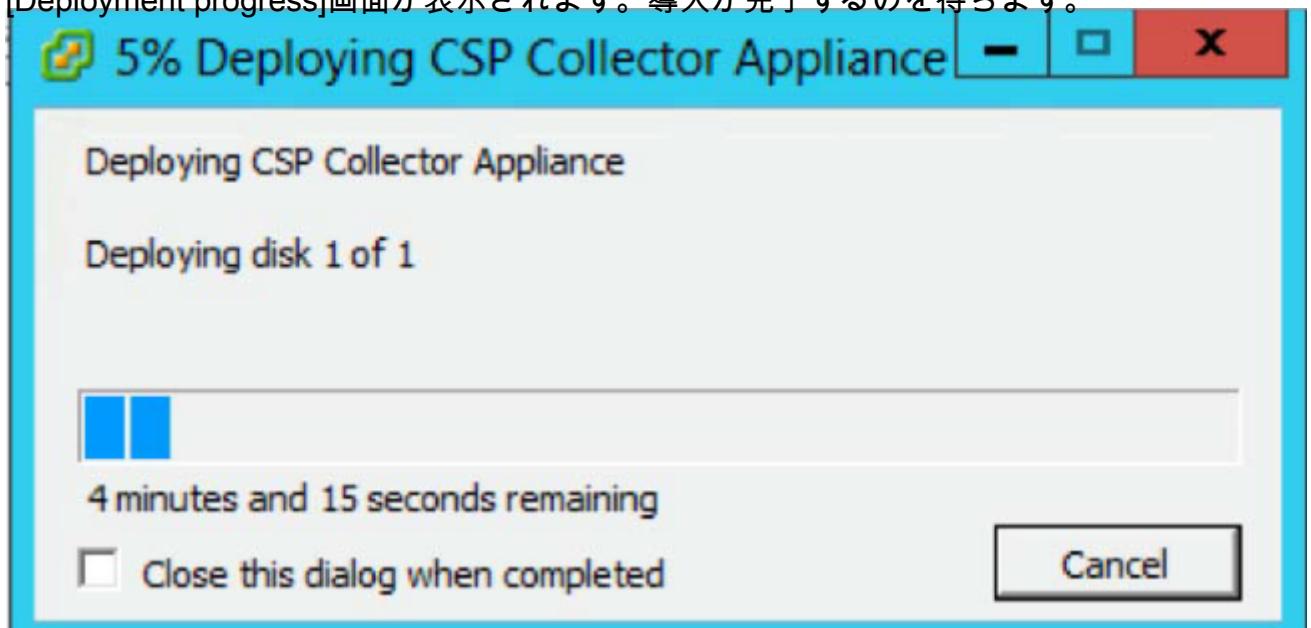 [Deployment progress]画面が表示されます。導入が完了するのを待ちます。
5% Deploying CSP Collector Appliance
Deploying CSP Collector Appliance
Deploying disk 1 of 1
4 minutes and 15 seconds remaining
Close this dialog when completed
Cancel